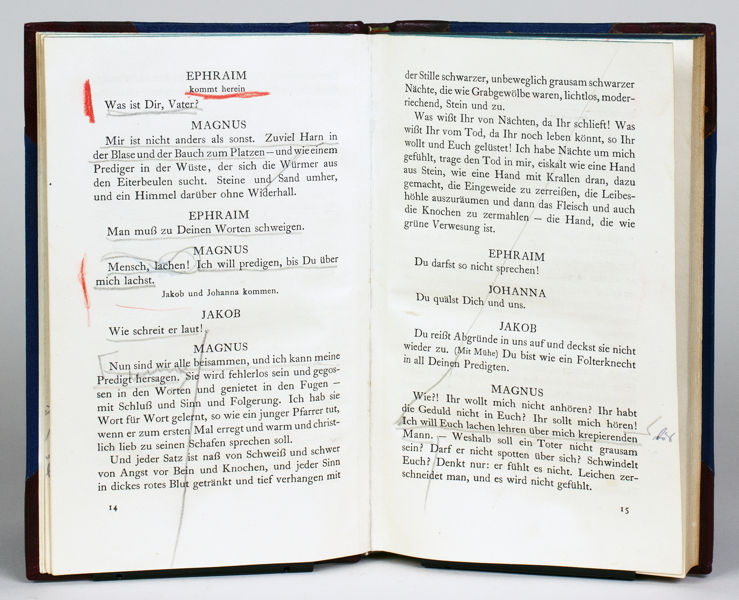 EPHRAIM
kommt herein
Was ist Dir, Vater?
MAGNUS
Mir ist nicht anders als sonst. Zuviel Harn in
der Blase und der Bauch zum Platzen – und wie einem
Prediger in der Wüste, der sich die Würmer aus
den Eiterbeulen sucht. Steine und Sand umher,
und ein Himmel darüber ohne Widerhall.
EPHRAIM
Man muß zu Deinen Worten schweigen.
MAGNUS
Mensch, lachen! Ich will predigen, bis Du über
mich lachst.
Jakob und Johanna kommen.
JAKOB
Wie schreit er laut!
MAGNUS
Nun sind wir alle beisammen, und ich kann meine
Predigt hersagen. Sie wird fehlerlos sein und gegos-
sen in den Worten und genietet in den Fugen –
mit Schluß und Sinn und Folgerung. Ich hab sie
Wort für Wort gelernt, so wie ein junger Pfarrer tut,
wenn er zum ersten Mal erregt und warm und christ-
lich lieb zu seinen Schafen sprechen soll.
Und jeder Satz ist naß von Schweiß und schwer
von Angst vor Bein und Knochen, und jeder Sinn
in dickes rotes Blut getränkt und tief verhangen mit
14
der Stille schwarzer, unbeweglich grausam schwarzer
Nächte, die wie Grabgewölbe waren, lichtlos, moder-
riechend, Stein und zu.
Was wißt Ihr von Nächten, da Ihr schlieft! Was
wißt Ihr vom Tod, da Ihr noch leben könnt, so Ihr
wollt und Euch gelüstet! Ich habe Nächte um mich
gefühlt, trage den Tod in mir, eiskalt wie eine Hand
aus Stein, wie eine Hand mit Krallen dran, dazu
gemacht, die Eingeweide zu zerreißen, die Leibes-
höhle auszuräumen und dann das Fleisch und auch
die Knochen zu zermahlen – die Hand, die wie
grüne Verwesung ist.
EPHRAIM
Du darfst so nicht sprechen!
JOHANNA
Du quälst Dich und uns.
JAKOB
Du reißt Abgründe in uns auf und deckst sie nicht
wieder zu. (Mit Mühe) Du bist wie ein Folterknecht
in all Deinen Predigten.
MAGNUS
Wie?! Ihr wollt mich nicht anhören? Ihr habt
die Geduld nicht in Euch? Ihr sollt mich hören!
Ich will Euch lachen lehren über mich krepierenden
Mann. – Weshalb soll ein Toter nicht grausam
sein? Darf er nicht spotten über sich? Schwindelt
Euch? Denkt nur: er fühlt es nicht. Leichen zer-
schneidet man, und es wird nicht gefühlt.
15